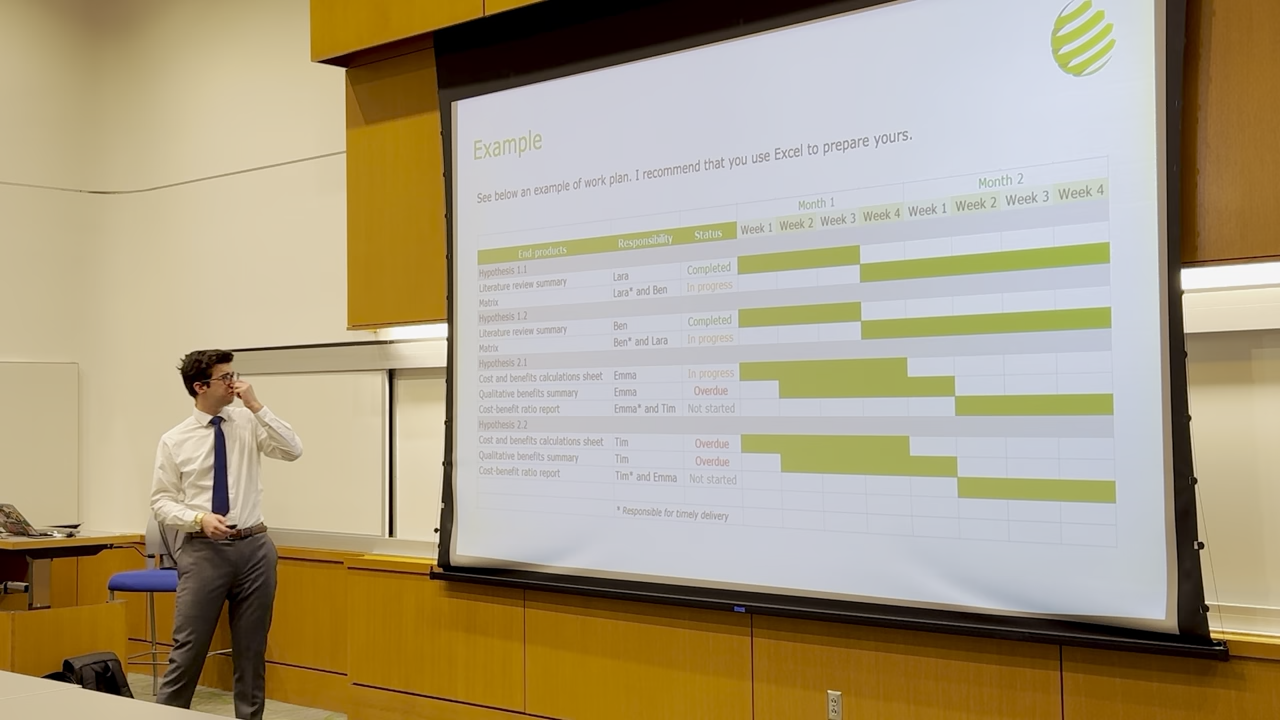 Example
See below an example of work plan. I recommend that you use Excel to prepare yours.
Month 1 Month 2
Week 1 Week 2 Week 3 Week 4 Week 1 Week 2 Week 3 Week 4
End-products Responsibility Status
Hypothesis 1.1
Literature review summary Lara Completed
Matrix Lara* and Ben In progress
Hypothesis 1.2
Literature review summary Ben Completed
Matrix Ben* and Lara In progress
Hypothesis 2.1
Cost and benefits calculations sheet Emma In progress
Qualitative benefits summary Emma Overdue
Cost-benefit ratio report Emma* and Tim Not started
Hypothesis 2.2
Cost and benefits calculations sheet Tim Overdue
Qualitative benefits summary Tim Overdue
Cost-benefit ratio report Tim* and Emma Not started
* Responsible for timely delivery